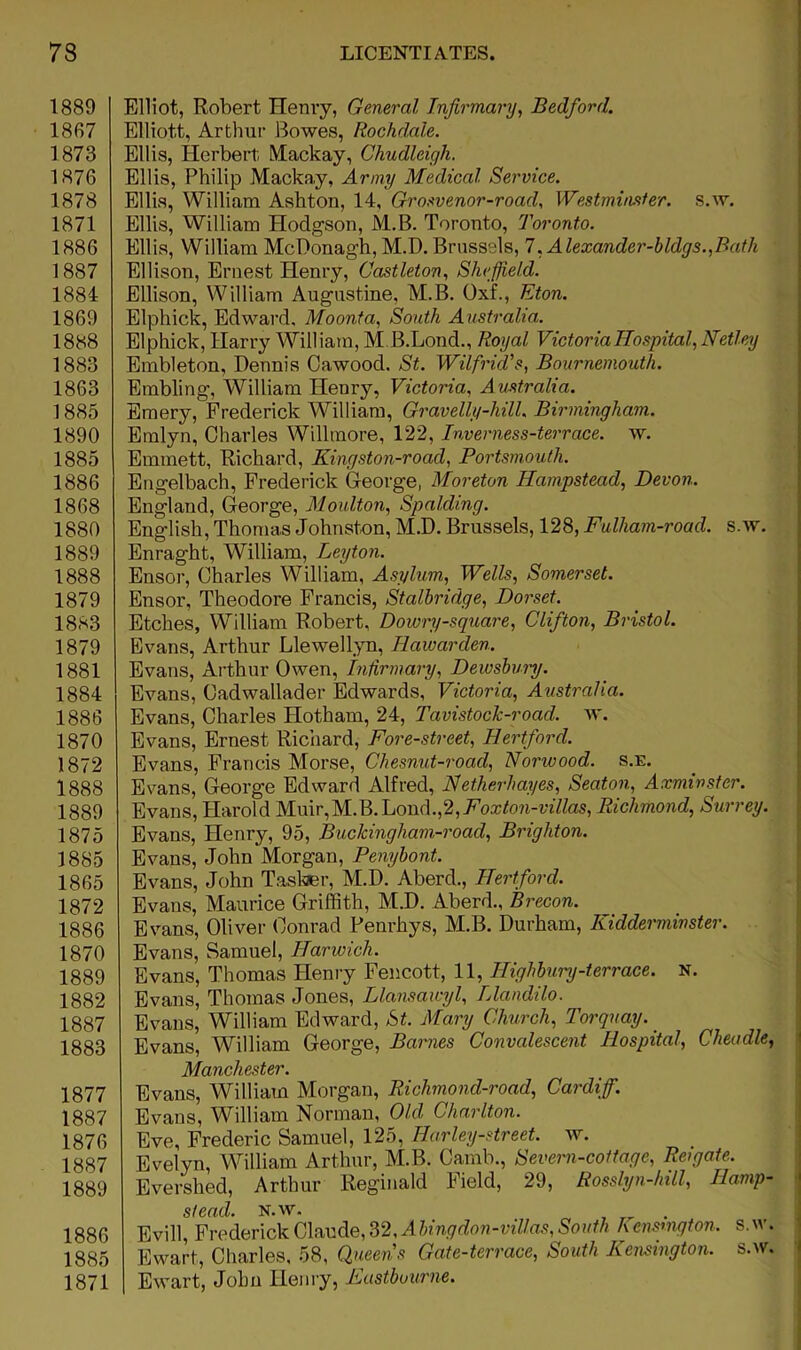 78 LICENTIATES.
1889 Elliot, Robert Henry, General Infirmary, Bedford.
1867 Elliott, Arthur Bowes, Rochdale.
1873 Ellis, Herbert Mackay, Chudleigh.
1876 Ellis, Philip Mackay, Army Medical Service.
1878 Ellis, William Ashton, 14, Grosvenor-road, Westminster. s.w.
1871 Ellis, William Hodgson, M.B. Toronto, Toronto.
1886 Ellis, William McDonagh, M.D. Brussels, 7, Alexander-bldgs., Bath
1887 Ellison, Ernest Henry, Castleton, Sheffield.
1884 Ellison, William Augustine, M.B. Oxf., Eton.
1869 Elphick, Edward, Moonta, South Australia.
1888 Elphick, Harry William, M.B.Lond., Royal Victoria Hospital, Netley
1883 Embleton, Dennis Cawood, St. Wilfrid's, Bournemouth.
1863 Embling, William Henry, Victoria, Australia.
1885 Emery, Frederick William, Gravelly-hill, Birmingham.
1890 Emlyn, Charles Willmore, 122, Inverness-terrace. w.
1885 Emmett, Richard, Kingston-road, Portsmouth.
1886 Engelbach, Frederick George, Moreton Hampstead, Devon.
1868 England, George, Moulton, Spalding.
1880 English, Thomas Johnston, M.D. Brussels, 128, Fulham-road. s.w.
1889 Enraght, William, Leyton.
1888 Ensor, Charles William, Asylum, Wells, Somerset.
1879 Ensor, Theodore Francis, Stalbridge, Dorset.
1883 Etches, William Robert, Dowry-square, Clifton, Bristol.
1879 Evans, Arthur Llewellyn, Hawarden.
1881 Evans, Arthur Owen, Infirmary, Dewsbury.
1884 Evans, Cadwallader Edwards, Victoria, Australia.
1886 Evans, Charles Hotham, 24, Tavistock-road. w.
1870 Evans, Ernest Richard, Fore-street, Hertford.
1872 Evans, Francis Morse, Chesnut-road, Norwood. s.e.
1888 Evans, George Edward Alfred, Netherhayes, Seaton, Axminster.
1889 Evans, Harold Muir, M.B. Lond., 2, Foxton-villas, Richmond, Surrey.
1875 Evans, Henry, 95, Buckingham-road, Brighton.
1885 Evans, John Morgan, Penybont.
1865 Evans, John Tasker, M.D. Aberd., Hertford.
1872 Evans, Maurice Griffith, M.D. Aberd., Brecon.
1886 Evans, Oliver Conrad Penrhys, M.B. Durham, Kidderminster.
1870 Evans, Samuel, Harwich.
1889 Evans, Thomas Henry Fencott, 11, Highbury-terrace. N.
1882 Evans, Thomas Jones, Llansawyl, Llandilo.
1887 Evans, William Edward, St. Mary Church, Torquay.
1883 Evans, William George, Barnes Convalescent Hospital, Cheadle,
Manchester.
1877 Evans, William Morgan, Richmond-road, Cardiff.
1887 Evans, William Norman, Old Charlton.
1876 Eve, Frederic Samuel, 125, Harley-street. w.
1887 Evelyn, William Arthur, M.B. Camb., Severn-cottage, Reigate.
1889 Evershed, Arthur Reginald Field, 29, Rosslyn-hill, Hamp-
stead. N.W.
1886 Evill, Frederick Claude, 32, Abingdon-villas, South Kensington. s.w.
1885 Ewart, Charles, 58, Queen's Gate-terrace, South Kensington. s.w.
1871 Ewart, John Henry, Eastbourne.